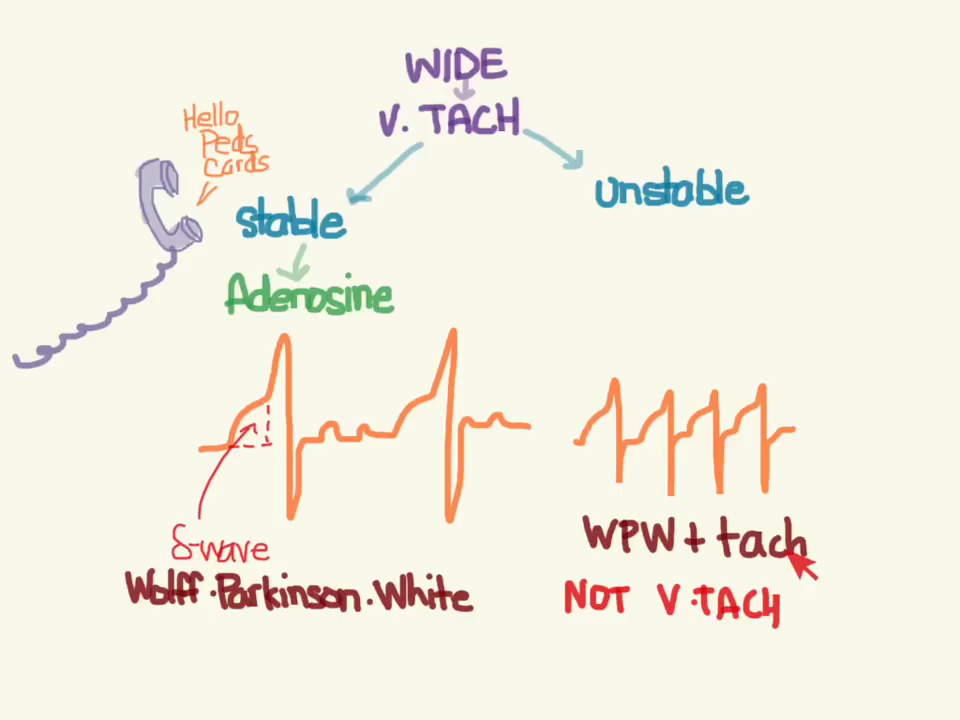 WIDE
V. TACH
Hello
Peds
Cards
stable
unstable
Adenosine
δ-wave
Wolff·Parkinson·White
WPW + tach
NOT V·TACH